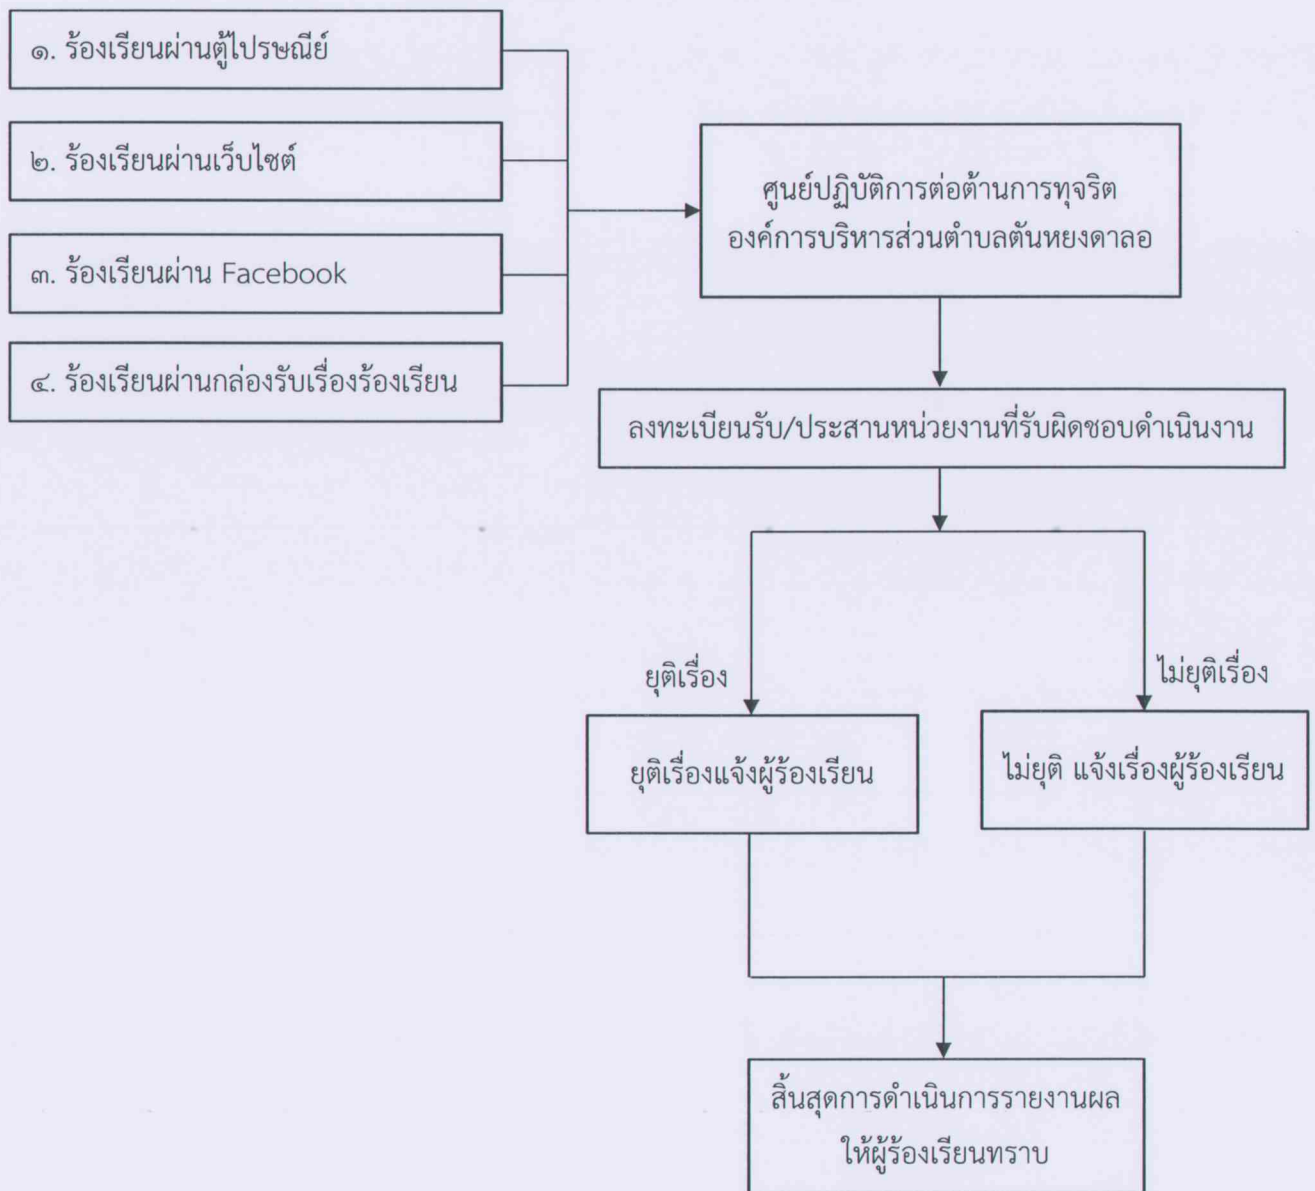 ๑. ร้องเรียนผ่านตู้ไปรษณีย์
๒. ร้องเรียนผ่านเว็บไซต์
๓. ร้องเรียนผ่าน Facebook
๔. ร้องเรียนผ่านกล่องรับเรื่องร้องเรียน
ศูนย์ปฏิบัติการต่อต้านการทุจริต
องค์การบริหารส่วนตำบลตันหยงดาลอ
ลงทะเบียนรับ/ประสานหน่วยงานที่รับผิดชอบดำเนินงาน
ยุติเรื่อง
ไม่ยุติเรื่อง
ยุติเรื่องแจ้งผู้ร้องเรียน
ไม่ยุติ แจ้งเรื่องผู้ร้องเรียน
สิ้นสุดการดำเนินการรายงานผล
ให้ผู้ร้องเรียนทราบ